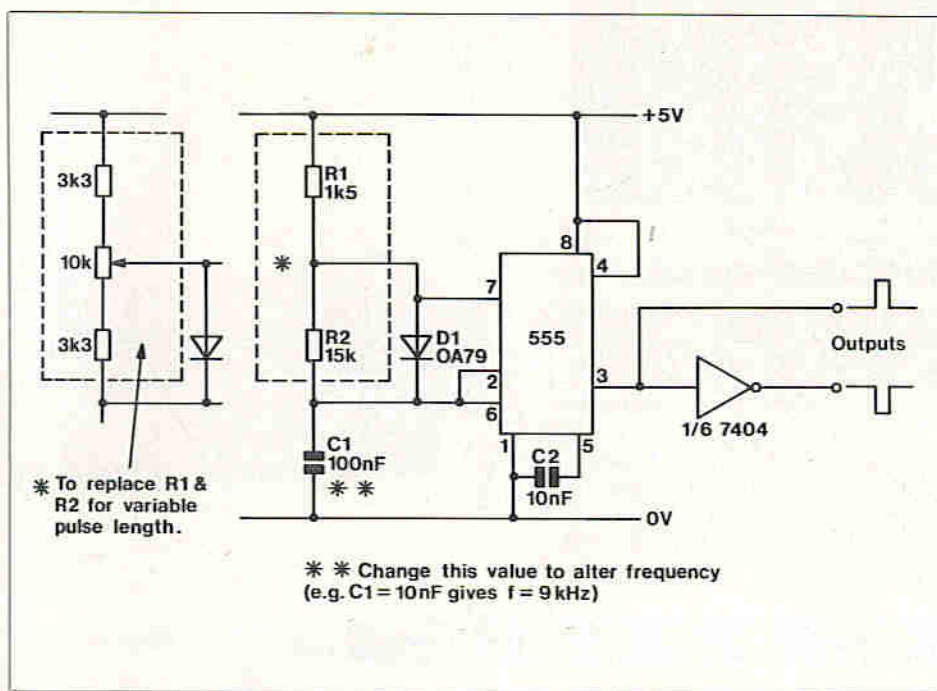 +5V
3k3
10k
3k3
R1
1k5
*
R2
15k
D1
OA79
C1
100nF
* *
8
4
7
555
2
6
3
1
5
C2
10nF
Outputs
1/6 7404
0V
* To replace R1 &
R2 for variable
pulse length.
* * Change this value to alter frequency
(e.g. C1 = 10nF gives f = 9kHz)